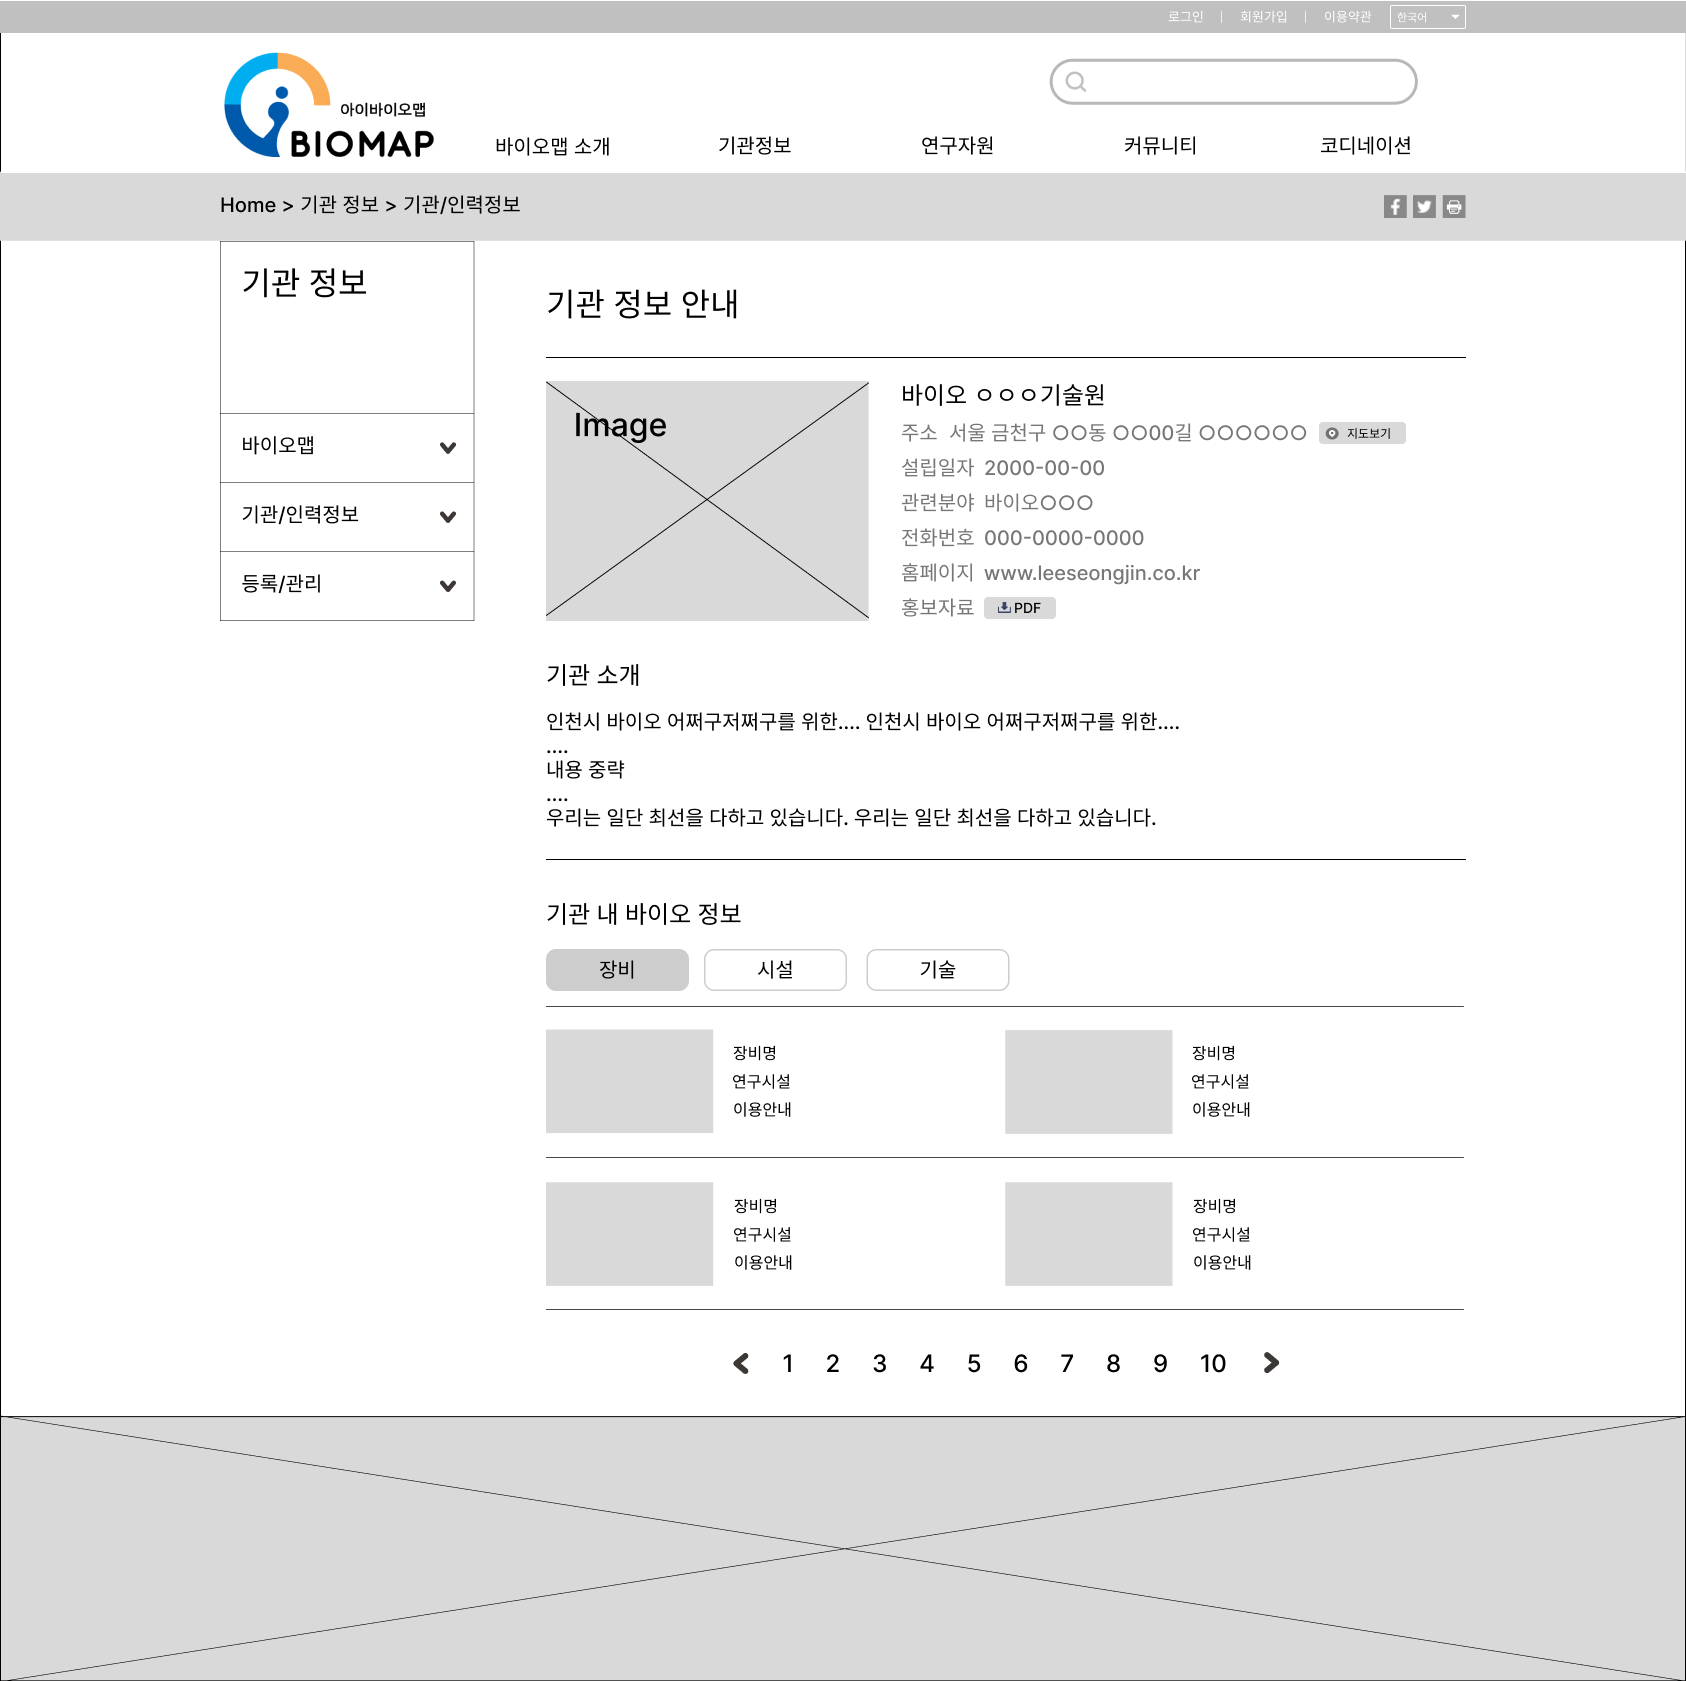 로그인 | 회원가입 | 이용약관 한국어
아이바이오맵
BIOMAP
바이오맵 소개 기관정보 연구자원 커뮤니티 코디네이션
Home > 기관 정보 > 기관/인력정보
기관 정보
바이오맵
기관/인력정보
등록/관리
기관 정보 안내
Image
바이오 ㅇㅇㅇ기술원
주소 서울 금천구 ㅇㅇ동 ㅇㅇ00길 ㅇㅇㅇㅇㅇㅇ 지도보기
설립일자 2000-00-00
관련분야 바이오ㅇㅇㅇ
전화번호 000-0000-0000
홈페이지 www.leeseongjin.co.kr
홍보자료 PDF
기관 소개
인천시 바이오 어쩌구저쩌구를 위한.... 인천시 바이오 어쩌구저쩌구를 위한....
....
내용 중략
....
우리는 일단 최선을 다하고 있습니다. 우리는 일단 최선을 다하고 있습니다.
기관 내 바이오 정보
장비 시설 기술
장비명
연구시설
이용안내
장비명
연구시설
이용안내
장비명
연구시설
이용안내
장비명
연구시설
이용안내
1 2 3 4 5 6 7 8 9 10